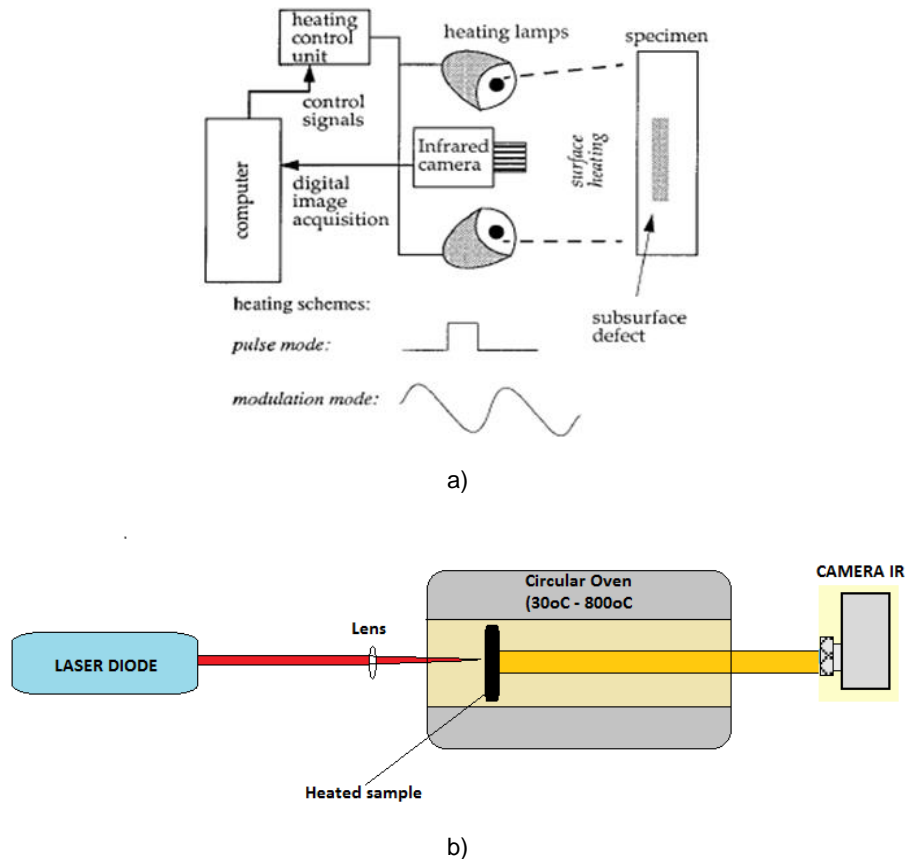 heating
control
unit
heating lamps
specimen
control
signals
Infrared
camera
surface
heating
computer
digital
image
acquisition
heating schemes:
subsurface
defect
pulse mode:
modulation mode:
a)
Circular Oven
(30oC - 800oC
CAMERA IR
Lens
LASER DIODE
Heated sample
b)